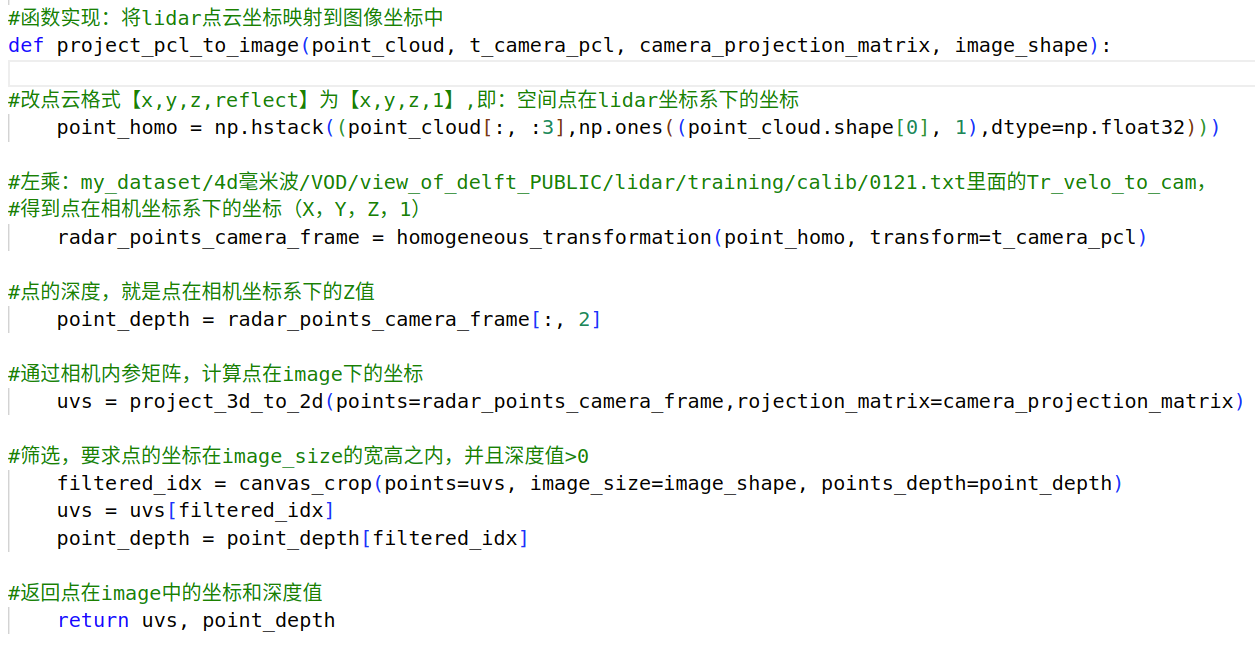 #函数实现：将lidar点云坐标映射到图像坐标中
def project_pcl_to_image(point_cloud, t_camera_pcl, camera_projection_matrix, image_shape):
#改点云格式【x,y,z,reflect】为【x,y,z,1】,即：空间点在lidar坐标系下的坐标
point_homo = np.hstack((point_cloud[:, :3],np.ones((point_cloud.shape[0], 1),dtype=np.float32)))
#左乘：my_dataset/4d毫米波/VOD/view_of_delft_PUBLIC/lidar/training/calib/0121.txt里面的Tr_velo_to_cam，
#得到点在相机坐标系下的坐标（X，Y，Z，1）
radar_points_camera_frame = homogeneous_transformation(point_homo, transform=t_camera_pcl)
#点的深度，就是点在相机坐标系下的Z值
point_depth = radar_points_camera_frame[:, 2]
#通过相机内参矩阵，计算点在image下的坐标
uvs = project_3d_to_2d(points=radar_points_camera_frame,rojection_matrix=camera_projection_matrix)
#筛选，要求点的坐标在image_size的宽高之内，并且深度值>0
filtered_idx = canvas_crop(points=uvs, image_size=image_shape, points_depth=point_depth)
uvs = uvs[filtered_idx]
point_depth = point_depth[filtered_idx]
#返回点在image中的坐标和深度值
return uvs, point_depth